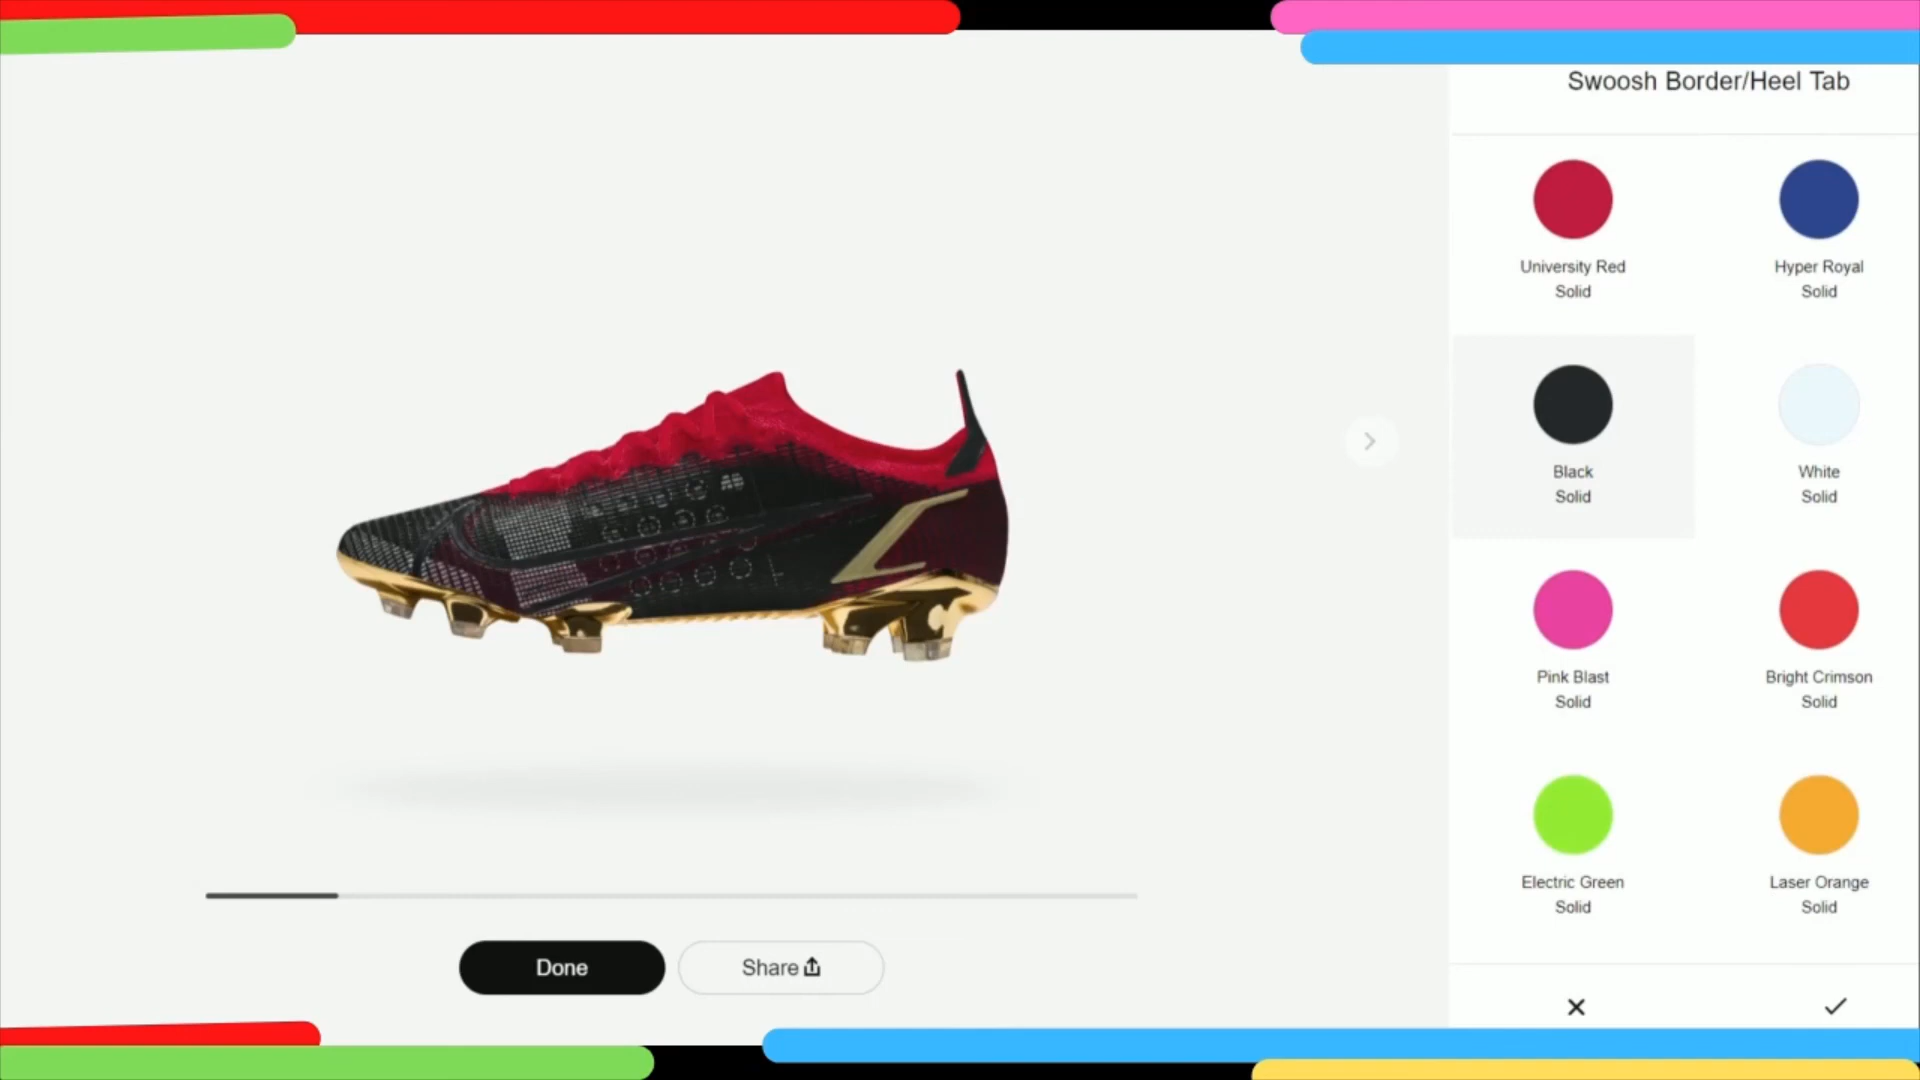 Swoosh Border/Heel Tab
University Red
Solid
Hyper Royal
Solid
Black
Solid
White
Solid
Pink Blast
Solid
Bright Crimson
Solid
Electric Green
Solid
Laser Orange
Solid
Done
Share